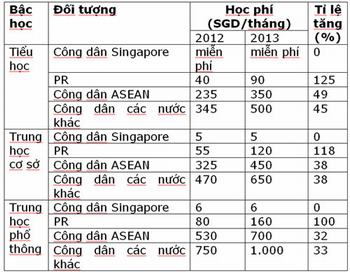 Bậc học Đối tượng Học phí (SGD/tháng) Tỉ lệ tăng (%)
2012 2013
Tiểu học Công dân Singapore miễn phí miễn phí 0
PR 40 90 125
Công dân ASEAN 235 350 49
Công dân các nước khác 345 500 45
Trung học cơ sở Công dân Singapore 5 5 0
PR 55 120 118
Công dân ASEAN 325 450 38
Công dân các nước khác 470 650 38
Trung học phổ thông Công dân Singapore 6 6 0
PR 80 160 100
Công dân ASEAN 530 700 32
Công dân các nước khác 750 1.000 33